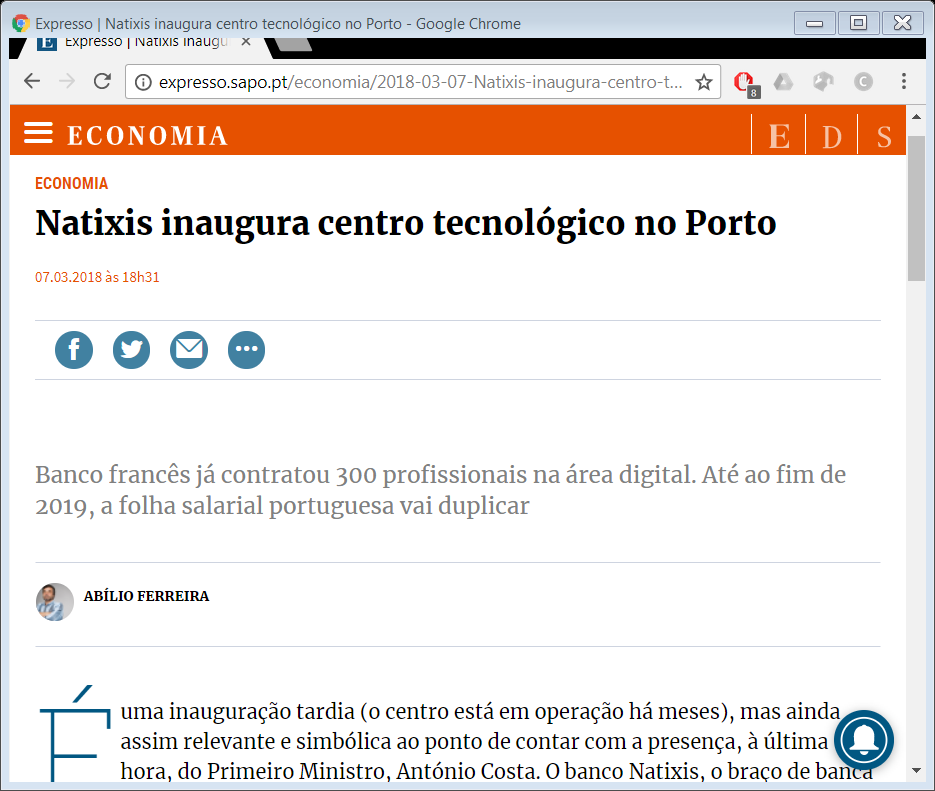 Expresso | Natixis inaugura centro tecnológico no Porto - Google Chrome
Expresso | Natixis inaugu
expresso.sapo.pt/economia/2018-03-07-Natixis-inaugura-centro-t...
8
C
ECONOMIA
E D S
ECONOMIA
Natixis inaugura centro tecnológico no Porto
07.03.2018 às 18h31
Banco francês já contratou 300 profissionais na área digital. Até ao fim de
2019, a folha salarial portuguesa vai duplicar
ABÍLIO FERREIRA
É uma inauguração tardia (o centro está em operação há meses), mas ainda
assim relevante e simbólica ao ponto de contar com a presença, à última
hora, do Primeiro Ministro, António Costa. O banco Natixis, o braço de banca